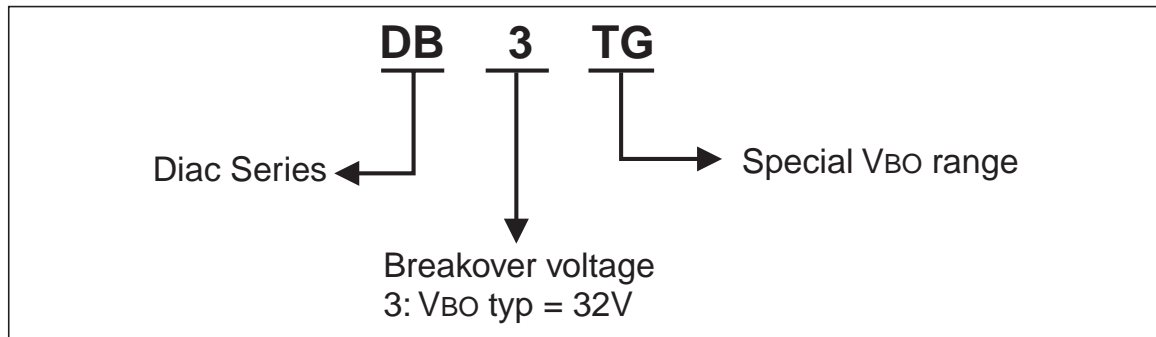 DB 3 TG
Diac Series
Special VBO range
Breakover voltage
3: VBO typ = 32V